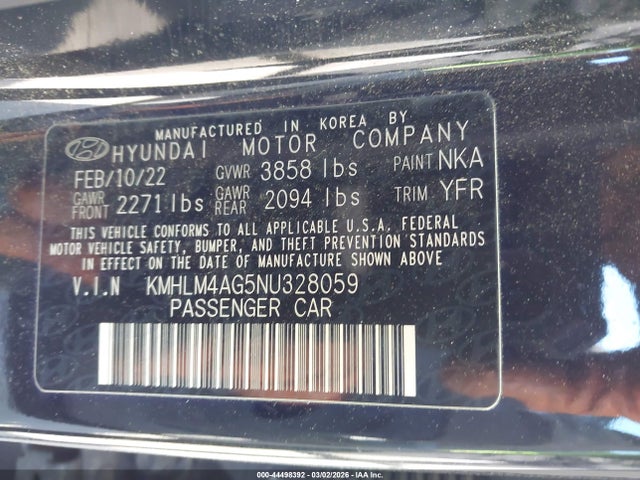 MANUFACTURED IN KOREA BY
HYUNDAI MOTOR COMPANY
FEB/10/22 GVWR 3858 lbs PAINT NKA
GAWR FRONT 2271 lbs GAWR REAR 2094 lbs TRIM YFR
THIS VEHICLE CONFORMS TO ALL APPLICABLE U.S.A. FEDERAL
MOTOR VEHICLE SAFETY, BUMPER, AND THEFT PREVENTION STANDARDS
IN EFFECT ON THE DATE OF MANUFACTURE SHOWN ABOVE.
V.I.N KMHLM4AG5NU328059
PASSENGER CAR
000-44498392 | 03/02/2026 | IAA Inc.